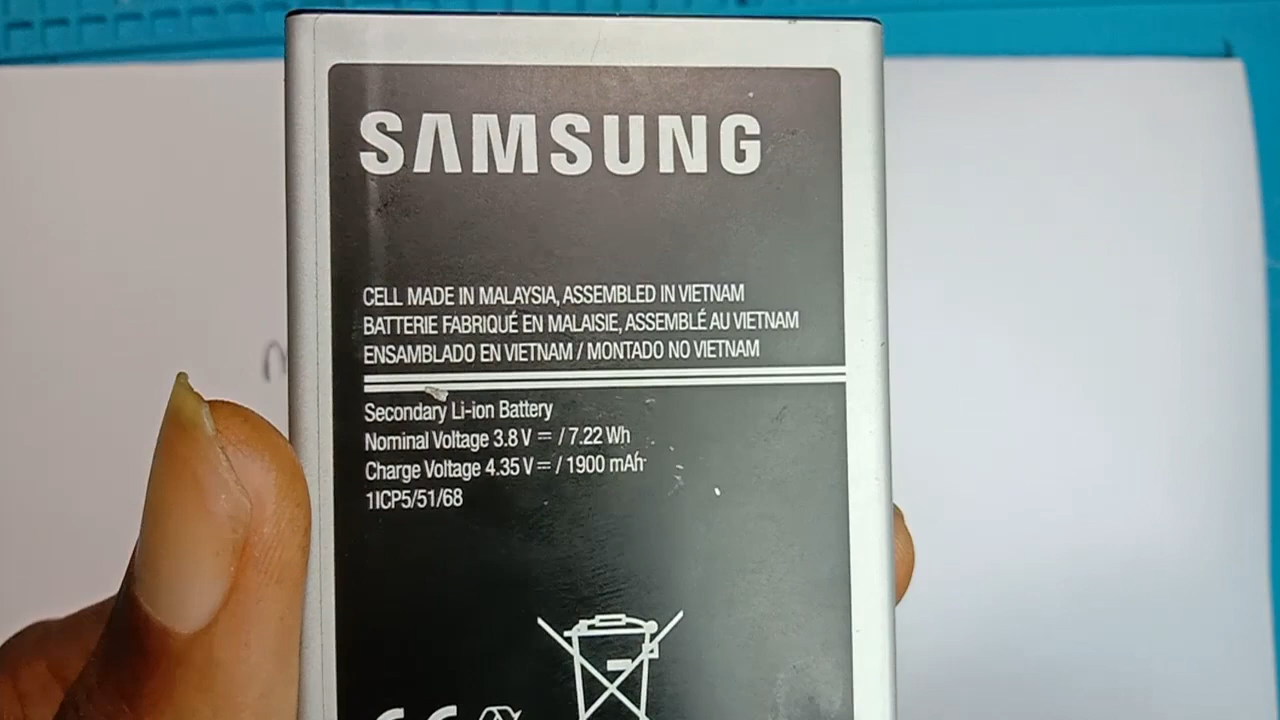 SAMSUNG
CELL MADE IN MALAYSIA, ASSEMBLED IN VIETNAM
BATTERIE FABRIQUÉ EN MALAISIE, ASSEMBLÉ AU VIETNAM
ENSAMBLADO EN VIETNAM / MONTADO NO VIETNAM
Secondary Li-ion Battery
Nominal Voltage 3.8 V ⎓ / 7.22 Wh
Charge Voltage 4.35 V ⎓ / 1900 mAh
1ICP5/51/68